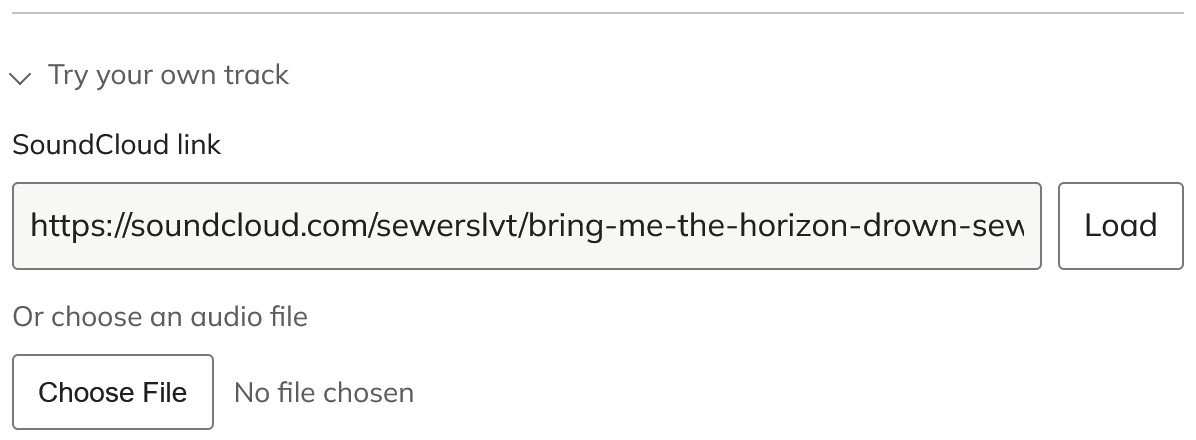 Try your own track
SoundCloud link
https://soundcloud.com/sewerslvt/bring-me-the-horizon-drown-sew
Load
Or choose an audio file
Choose File
No file chosen